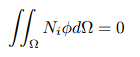 ∬_Ω N_i ϕ dΩ = 0